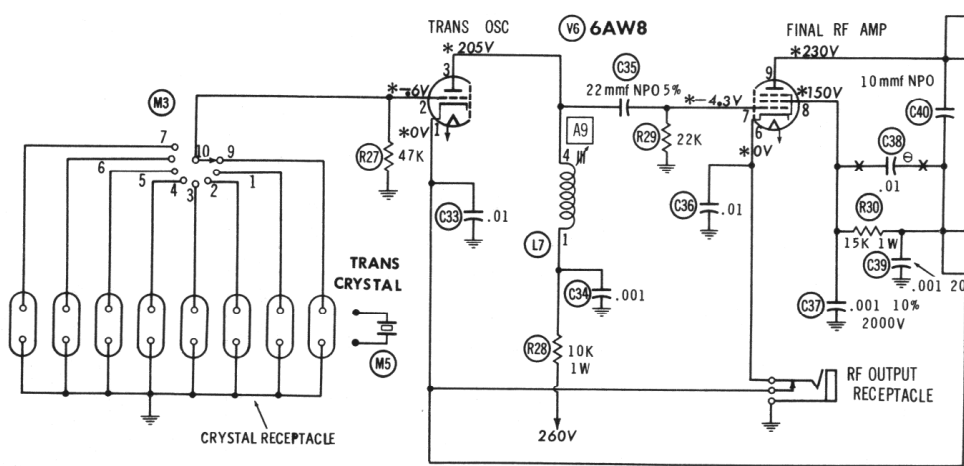 TRANS OSC
V6 6AW8
FINAL RF AMP
* 205V
*230V
C35
22 mmf NPO 5%
10mmf NPO
3
9
*-.6V
*-4.3V
*150V
M3
2
7
8
C40
1
6
*0V
*0V
A9
R29
22K
7
10
9
R27
47K
C38
6
5
4
3
2
1
4
.01
C33
.01
C36
.01
R30
15K 1W
L7
1
C39
.001 20
TRANS
CRYSTAL
C34
.001
C37
.001 10%
2000V
M5
R28
10K
1W
RF OUTPUT
RECEPTACLE
260V
CRYSTAL RECEPTACLE